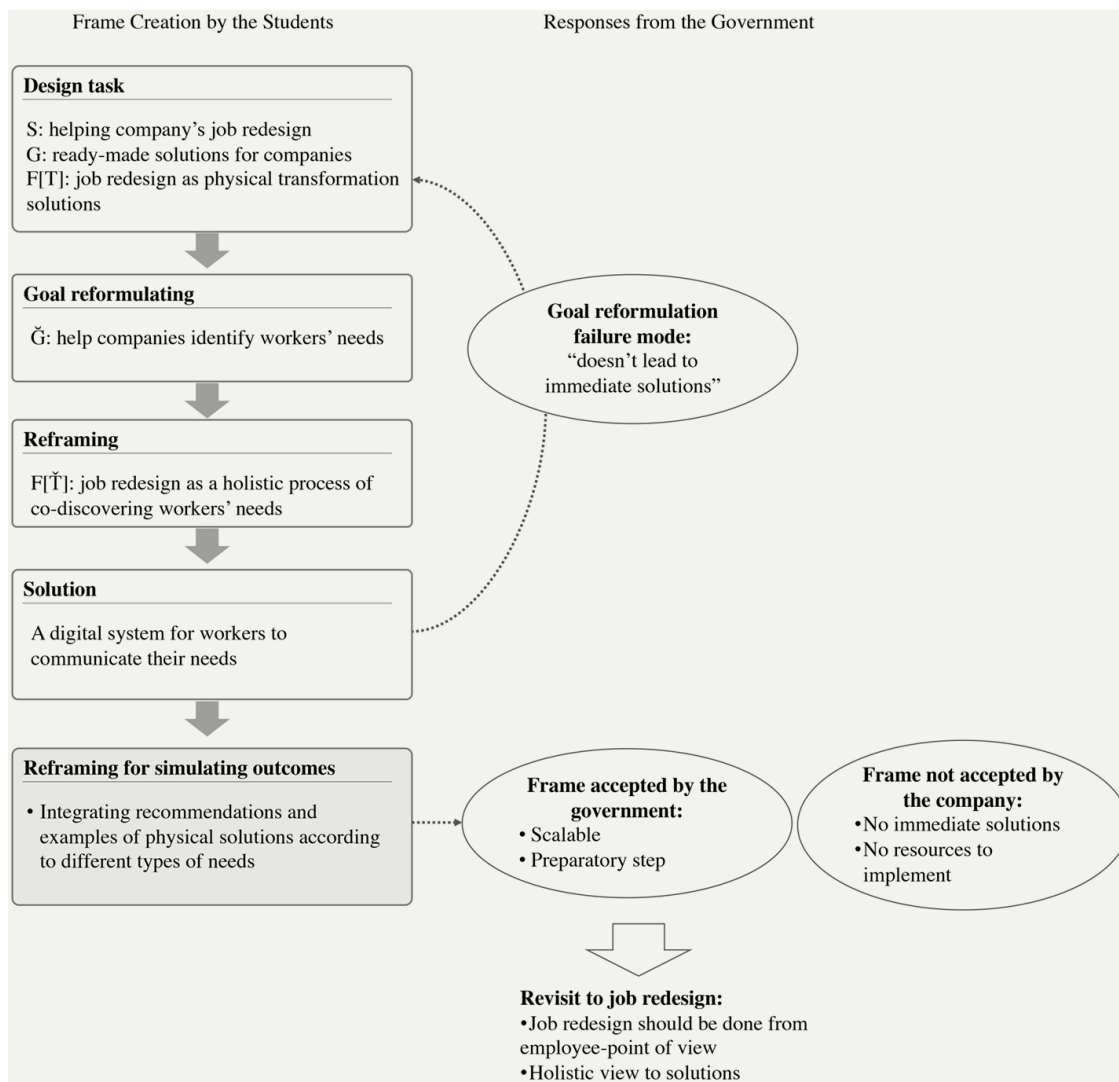 Frame Creation by the Students
Responses from the Government
Design task
S: helping company’s job redesign
G: ready-made solutions for companies
F[T]: job redesign as physical transformation
solutions
Goal reformulating
Ğ: help companies identify workers’ needs
Goal reformulation
failure mode:
“doesn’t lead to
immediate solutions”
Reframing
F[Ť]: job redesign as a holistic process of
co-discovering workers’ needs
Solution
A digital system for workers to
communicate their needs
Reframing for simulating outcomes
• Integrating recommendations and
examples of physical solutions according
to different types of needs
Frame accepted by the
government:
• Scalable
• Preparatory step
Frame not accepted by
the company:
•No immediate solutions
•No resources to
implement
Revisit to job redesign:
•Job redesign should be done from
employee-point of view
•Holistic view to solutions